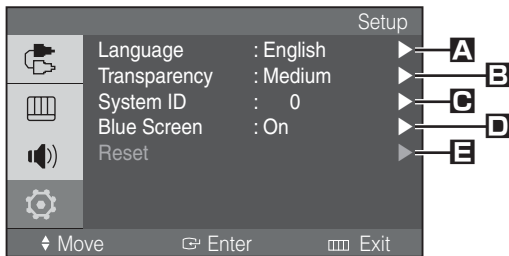 Setup
Language : English A
Transparency : Medium B
System ID : 0 C
Blue Screen : On D
Reset E
Move Enter Exit